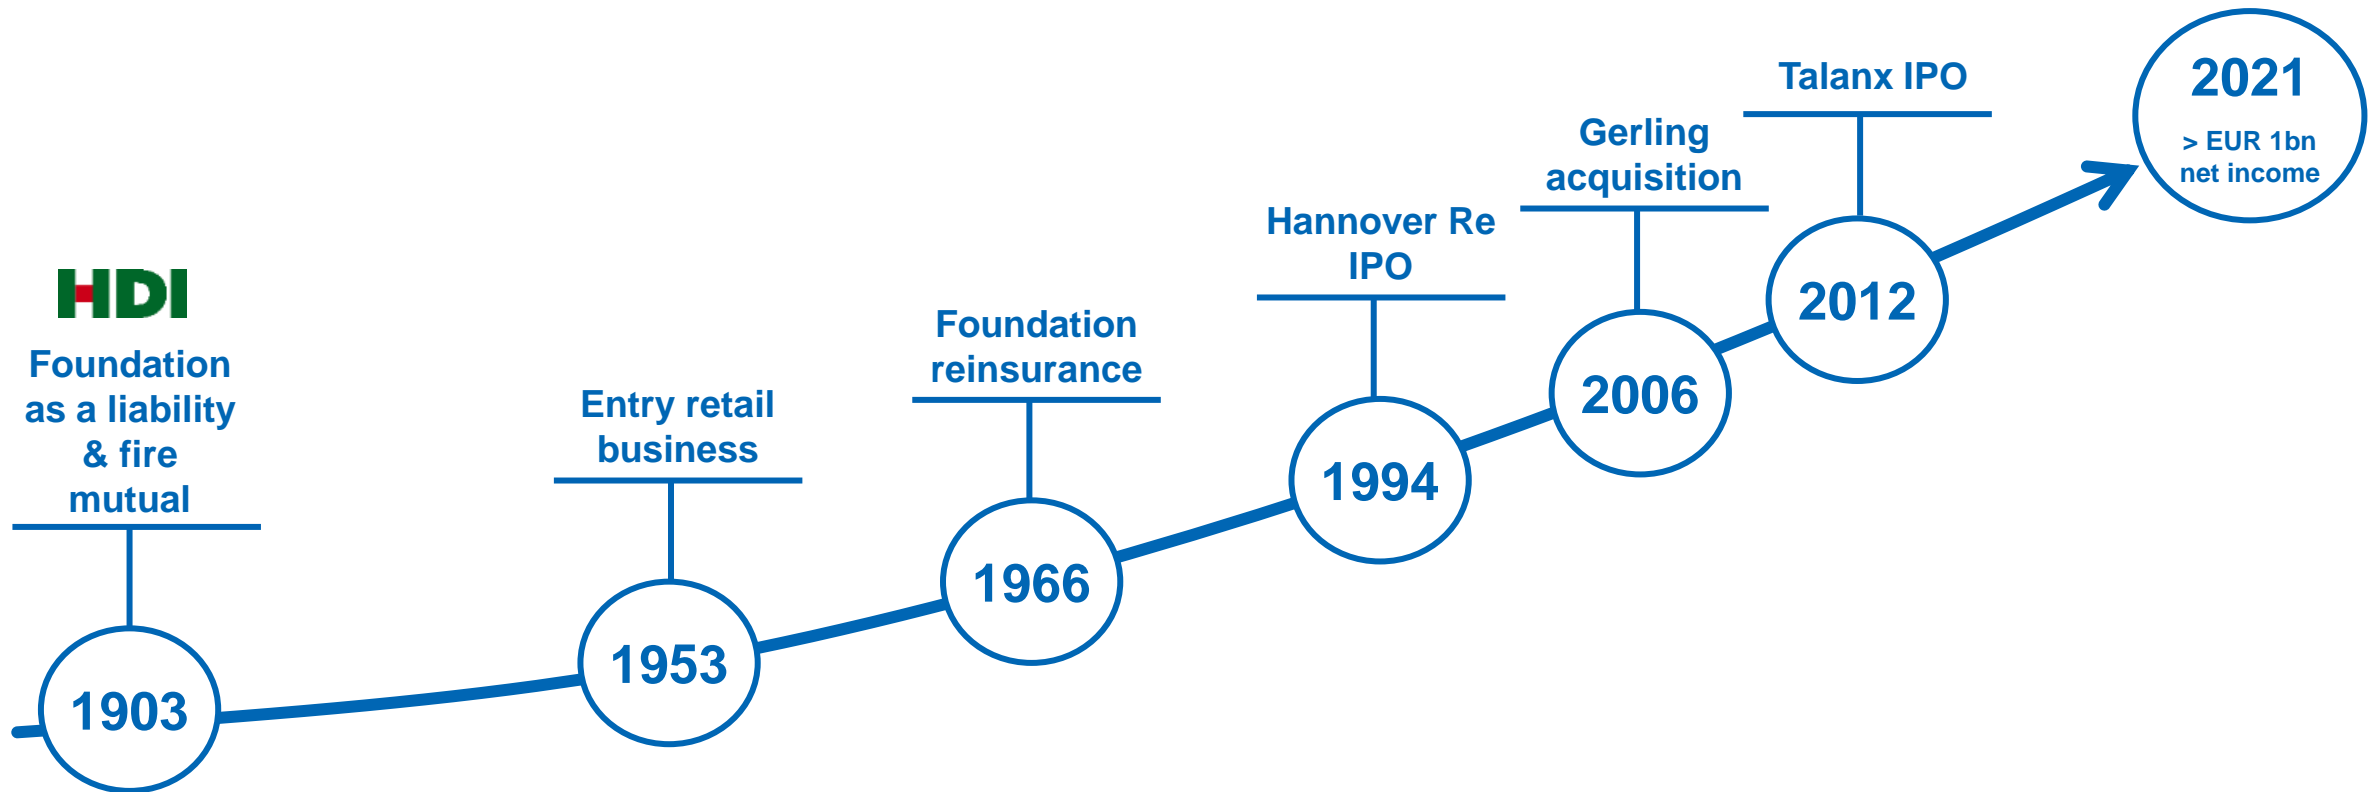 HDI
Foundation
as a liability
& fire
mutual
1903
Entry retail
business
1953
Foundation
reinsurance
1966
Hannover Re
IPO
1994
Gerling
acquisition
2006
Talanx IPO
2012
2021
> EUR 1bn
net income